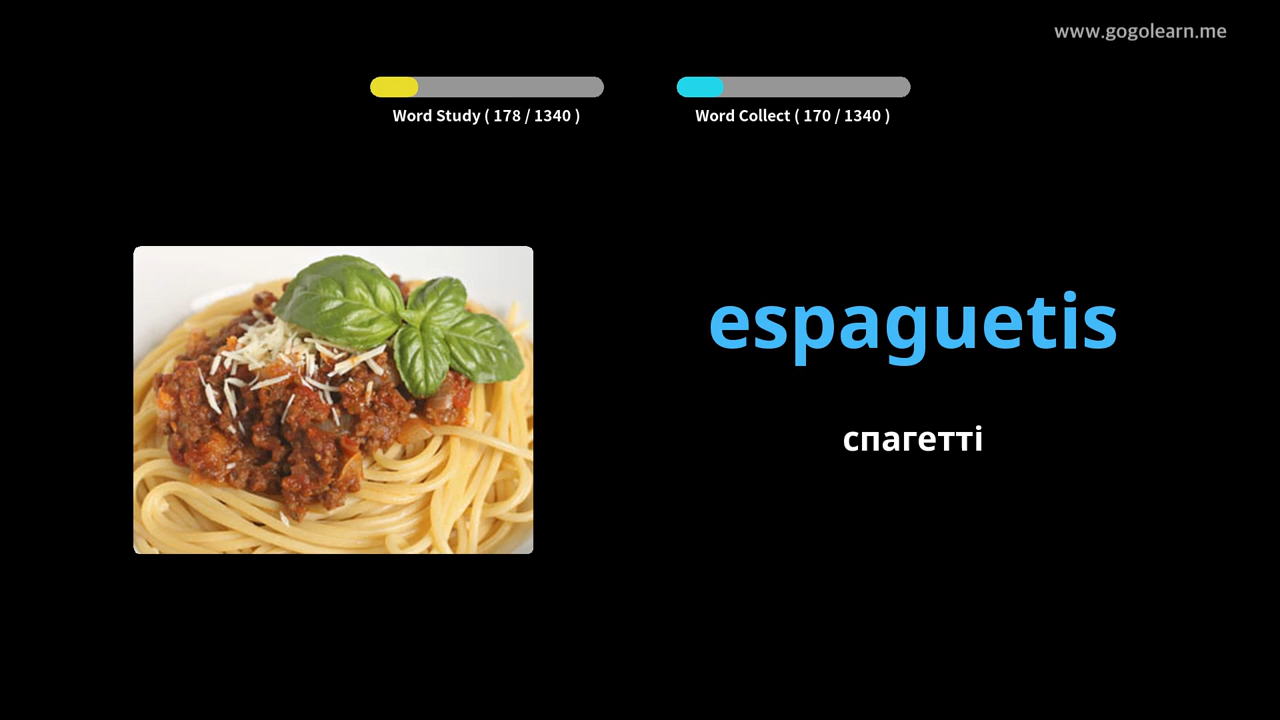 www.gogolearn.me
Word Study ( 178 / 1340 )
Word Collect ( 170 / 1340 )
espaguetis
спагетті